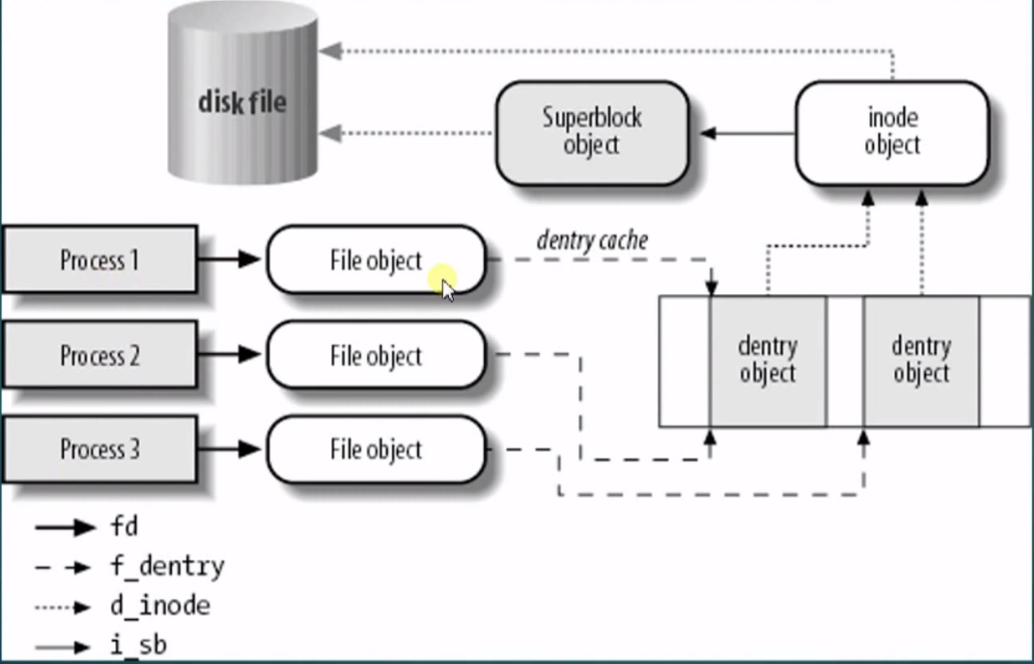 disk file
Superblock
object
inode
object
Process 1
File object
dentry cache
Process 2
File object
dentry
object
dentry
object
Process 3
File object
fd
f_dentry
d_inode
i_sb